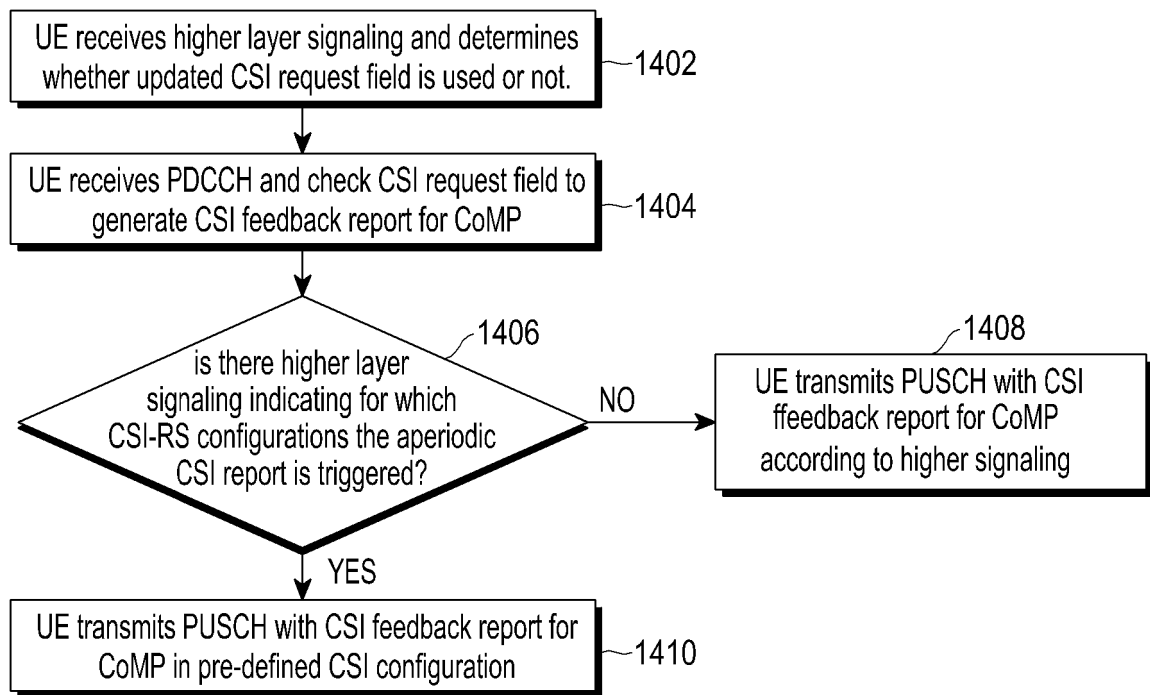 UE receives higher layer signaling and determines
whether updated CSI request field is used or not.
1402
UE receives PDCCH and check CSI request field to
generate CSI feedback report for CoMP
1404
1406
is there higher layer
signaling indicating for which
CSI-RS configurations the aperiodic
CSI report is triggered?
NO
1408
UE transmits PUSCH with CSI
ffeedback report for CoMP
according to higher signaling
YES
UE transmits PUSCH with CSI feedback report for
CoMP in pre-defined CSI configuration
1410